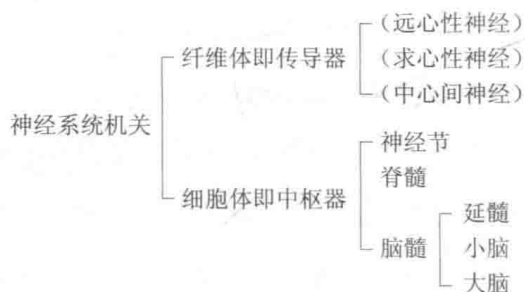 （远心性神经）
纤维体即传导器
（求心性神经）
（中心间神经）
神经系统机关
神经节
脊髓
细胞体即中枢器
延髓
脑髓
小脑
大脑